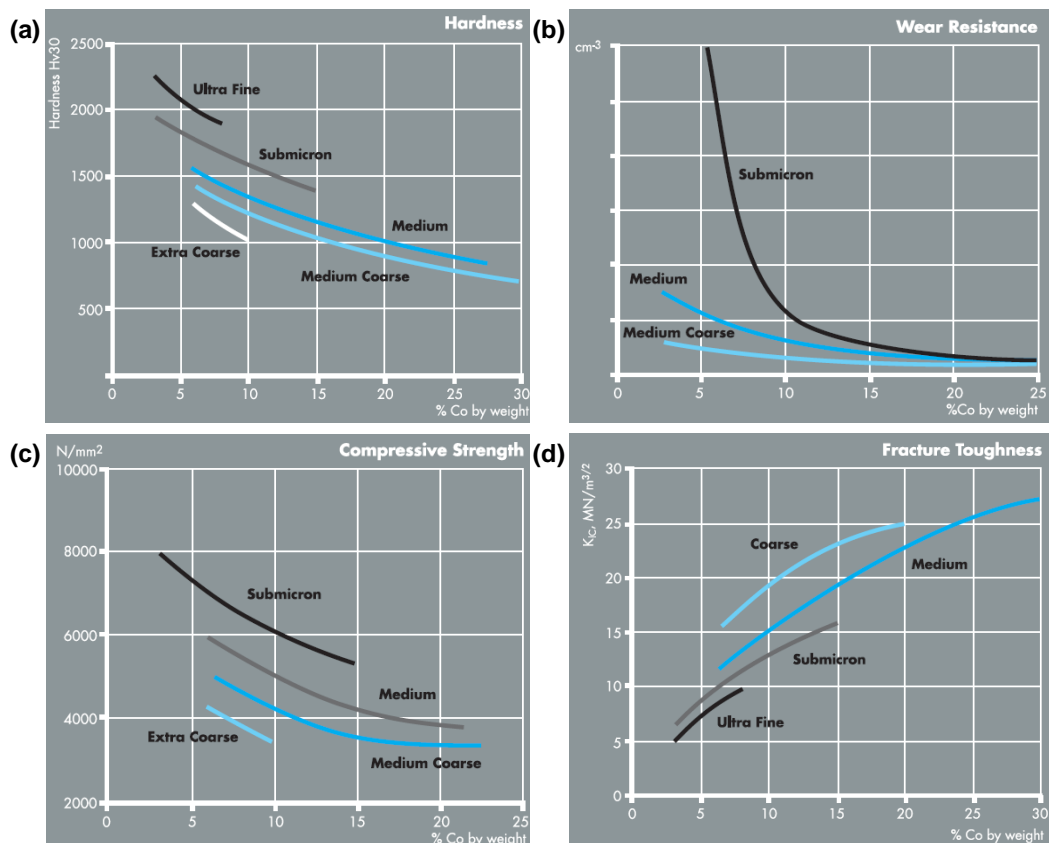 (a)
Hardness
Hardness Hv30
2500
2000
1500
1000
500
0
Ultra Fine
Submicron
Medium
Extra Coarse
Medium Coarse
0 5 10 15 20 25 30
% Co by weight
(b)
Wear Resistance
cm-3
Submicron
Medium
Medium Coarse
0 5 10 15 20 25
%Co by weight
(c)
N/mm²
Compressive Strength
10000
8000
6000
4000
2000
Submicron
Medium
Extra Coarse
Medium Coarse
0 5 10 15 20 25
% Co by weight
(d)
Fracture Toughness
KIC, MN/m3/2
30
25
20
15
10
5
0
Coarse
Medium
Submicron
Ultra Fine
0 5 10 15 20 25 30
% Co by weight